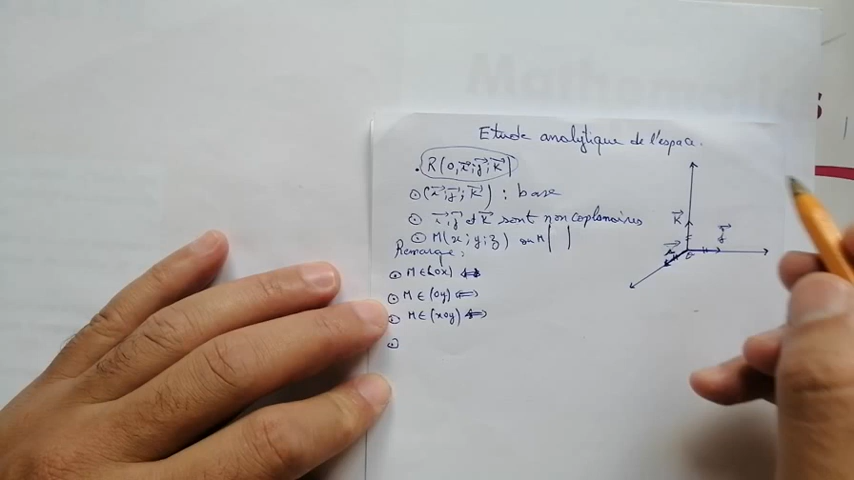 Etude analytique de l'espace.
. R(O, i⃗; j⃗; k⃗)
⊙ (i⃗; j⃗; k⃗) : base
⊙ i⃗; j⃗ et k⃗ sont non coplanaires
⊙ M(x; y; z) ou M| |
Remarque:
⊙ M ∈ (ox) ⇔
⊙ M ∈ (oy) ⇔
⊙ M ∈ (xoy) ⇔
⊙
k⃗
j⃗
i⃗